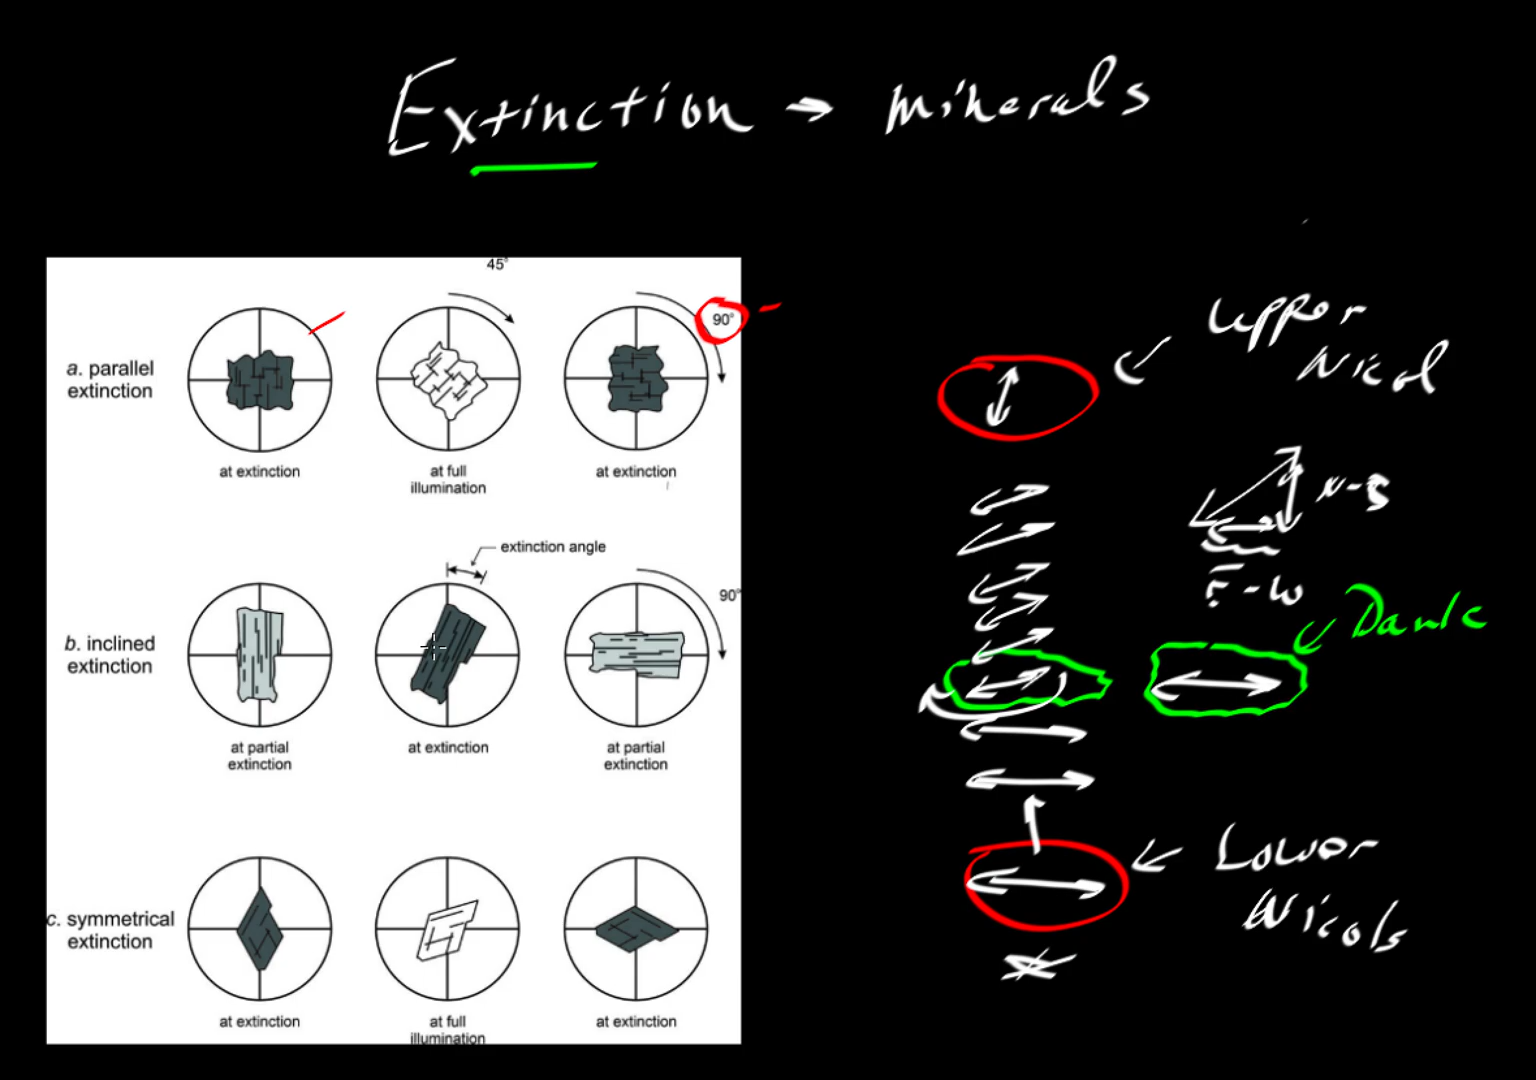 Extinction → minerals
45°
90°
a. parallel
extinction
at extinction
at full
illumination
at extinction
extinction angle
90°
b. inclined
extinction
at partial
extinction
at extinction
at partial
extinction
c. symmetrical
extinction
at extinction
at full
illumination
at extinction
Upper
Nicol
N-S
E-W
Lower
Nicols